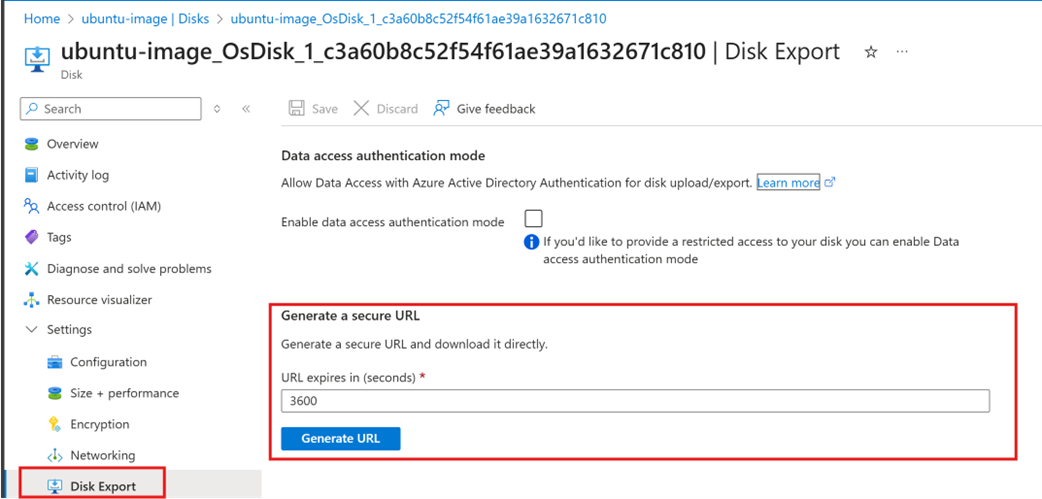 Home > ubuntu-image | Disks > ubuntu-image_OsDisk_1_c3a60b8c52f54f61ae39a1632671c810
ubuntu-image_OsDisk_1_c3a60b8c52f54f61ae39a1632671c810 | Disk Export
Disk
Search
Save Discard Give feedback
Overview
Activity log
Access control (IAM)
Tags
Diagnose and solve problems
Resource visualizer
Settings
Configuration
Size + performance
Encryption
Networking
Disk Export
Data access authentication mode
Allow Data Access with Azure Active Directory Authentication for disk upload/export. Learn more
Enable data access authentication mode
If you'd like to provide a restricted access to your disk you can enable Data
access authentication mode
Generate a secure URL
Generate a secure URL and download it directly.
URL expires in (seconds) *
3600
Generate URL